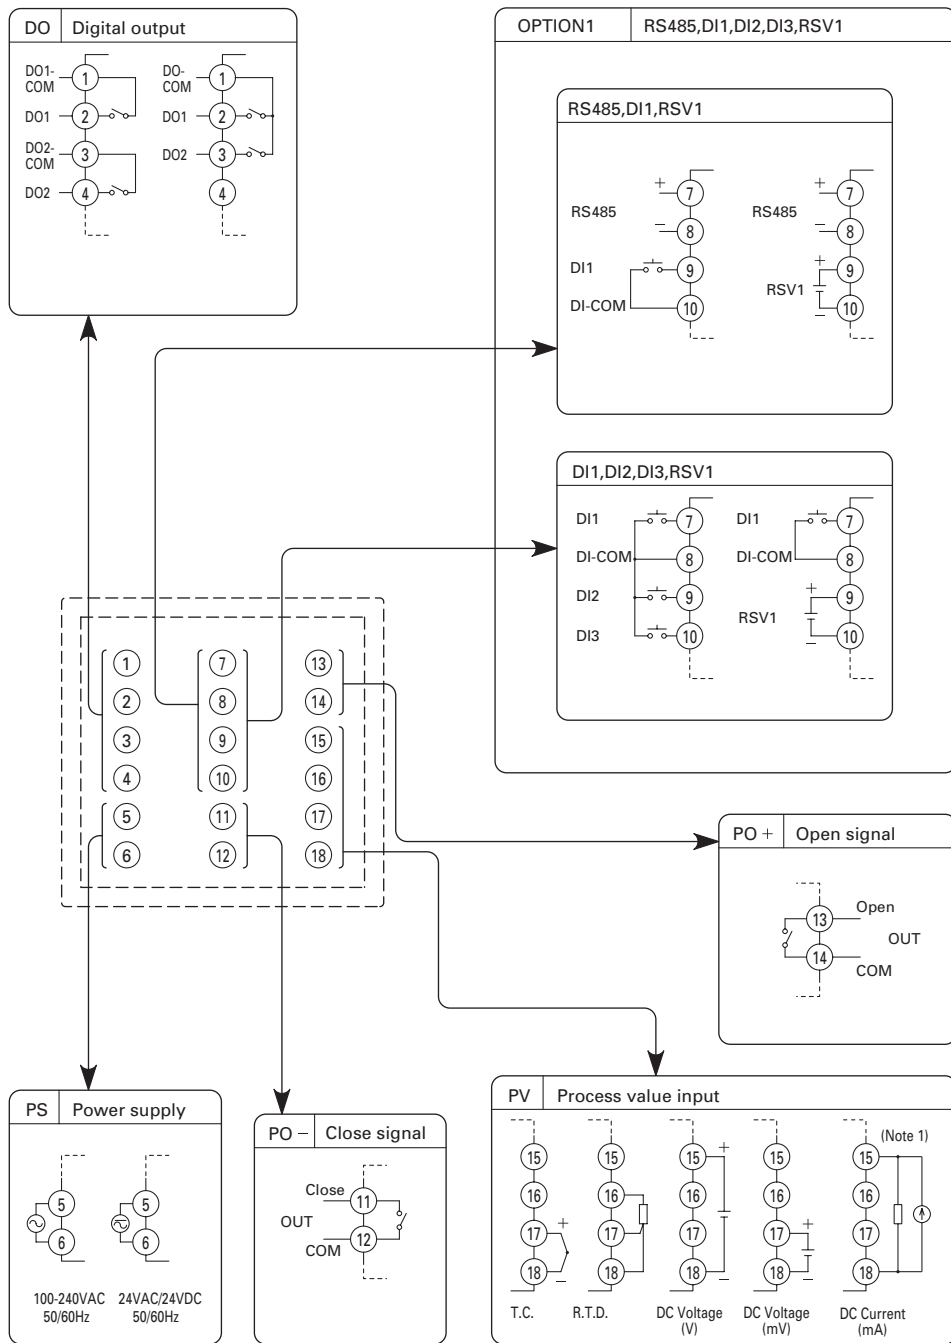 DO Digital output
DO1-
COM
1
DO1
2
DO2-
COM
3
DO2
4
DO-
COM
1
DO1
2
DO2
3
4
OPTION1 RS485,DI1,DI2,DI3,RSV1
RS485,DI1,RSV1
RS485
+
7
−
8
DI1
9
DI-COM
10
RS485
+
7
−
8
RSV1
+
9
−
10
DI1,DI2,DI3,RSV1
DI1
7
DI-COM
8
DI2
9
DI3
10
DI1
7
DI-COM
8
RSV1
+
9
−
10
1 7 13
2 8 14
3 9 15
4 10 16
5 11 17
6 12 18
PO + Open signal
13
Open
OUT
14
COM
PS Power supply
5
6
100-240VAC
50/60Hz
5
6
24VAC/24VDC
50/60Hz
PO − Close signal
Close
11
OUT
COM
12
PV Process value input
15
16
17
+
18
−
T.C.
15
16
17
18
R.T.D.
15
+
16
17
18
−
DC Voltage
(V)
15
16
17
+
18
−
DC Voltage
(mV)
(Note 1)
15
16
17
18
DC Current
(mA)